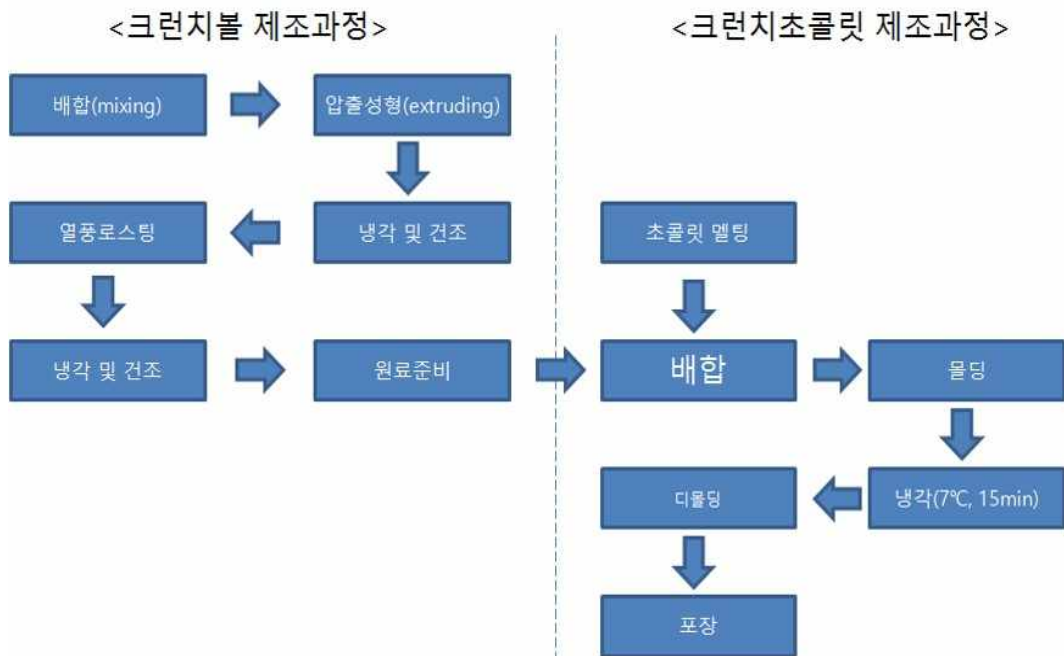 <크런치볼 제조과정>
배합(mixing)
압출성형(extruding)
냉각 및 건조
열풍로스팅
냉각 및 건조
원료준비
<크런치초콜릿 제조과정>
초콜릿 멜팅
배합
몰딩
냉각(7℃, 15min)
디몰딩
포장